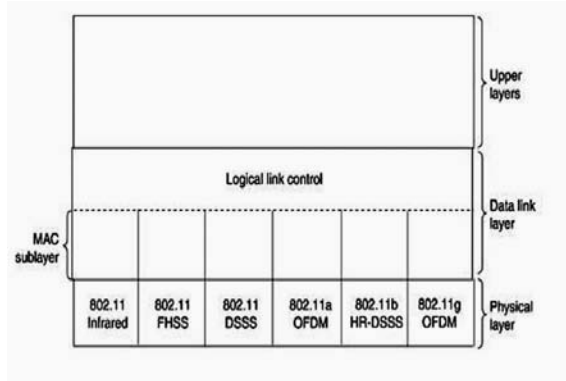 Upper
layers
Logical link control
Data link
layer
MAC
sublayer
802.11
Infrared
802.11
FHSS
802.11
DSSS
802.11a
OFDM
802.11b
HR-DSSS
802.11g
OFDM
Physical
layer